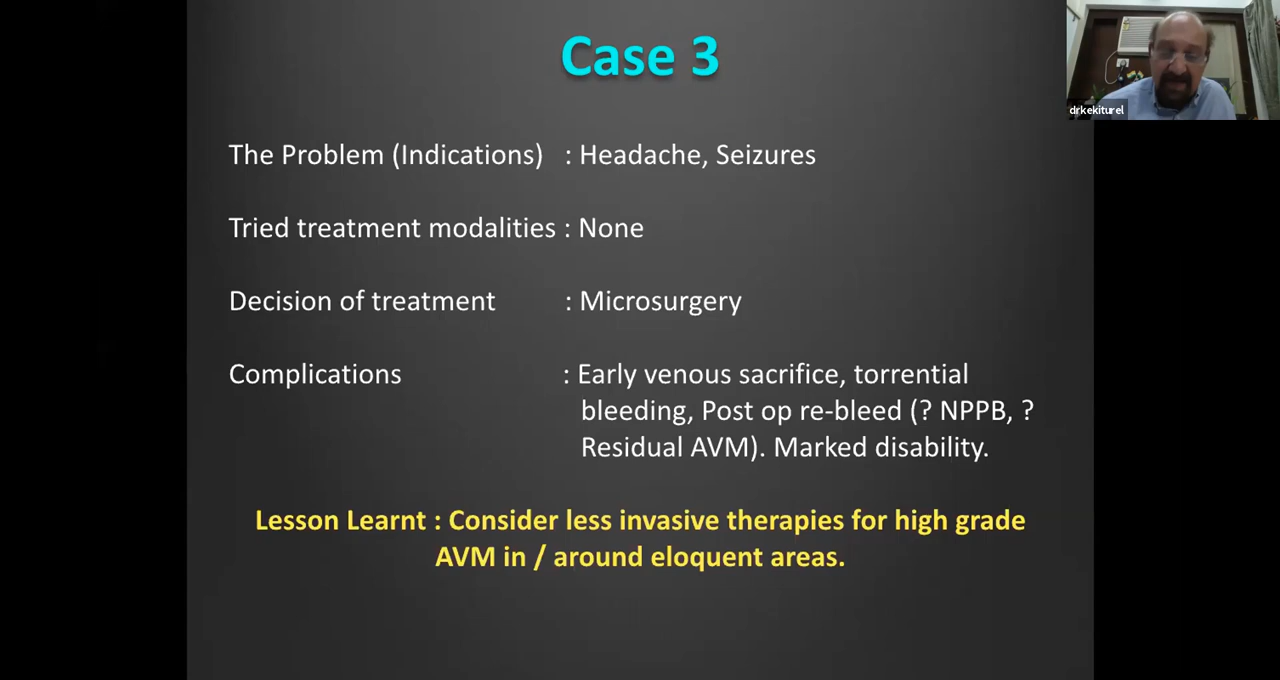 Case 3
drkekiturel
The Problem (Indications) : Headache, Seizures
Tried treatment modalities : None
Decision of treatment : Microsurgery
Complications : Early venous sacrifice, torrential
bleeding, Post op re-bleed (? NPPB, ?
Residual AVM). Marked disability.
Lesson Learnt : Consider less invasive therapies for high grade
AVM in / around eloquent areas.